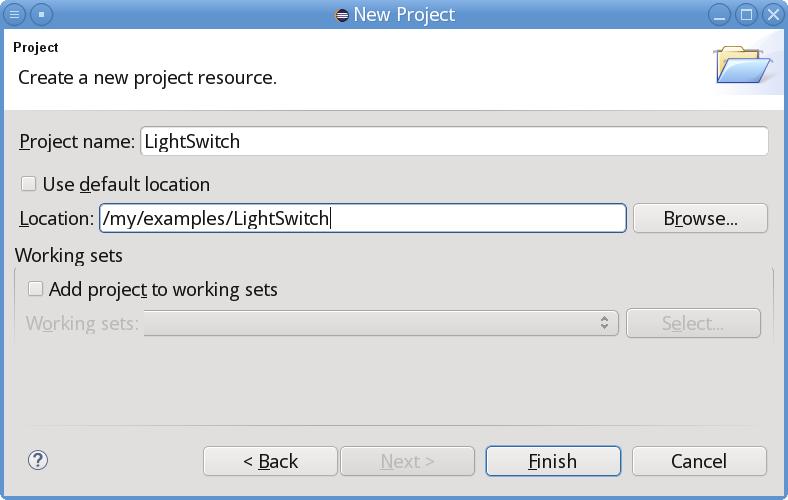 New Project
Project
Create a new project resource.
Project name: LightSwitch
Use default location
Location: /my/examples/LightSwitch Browse...
Working sets
Add project to working sets
Working sets: Select...
? < Back Next > Finish Cancel